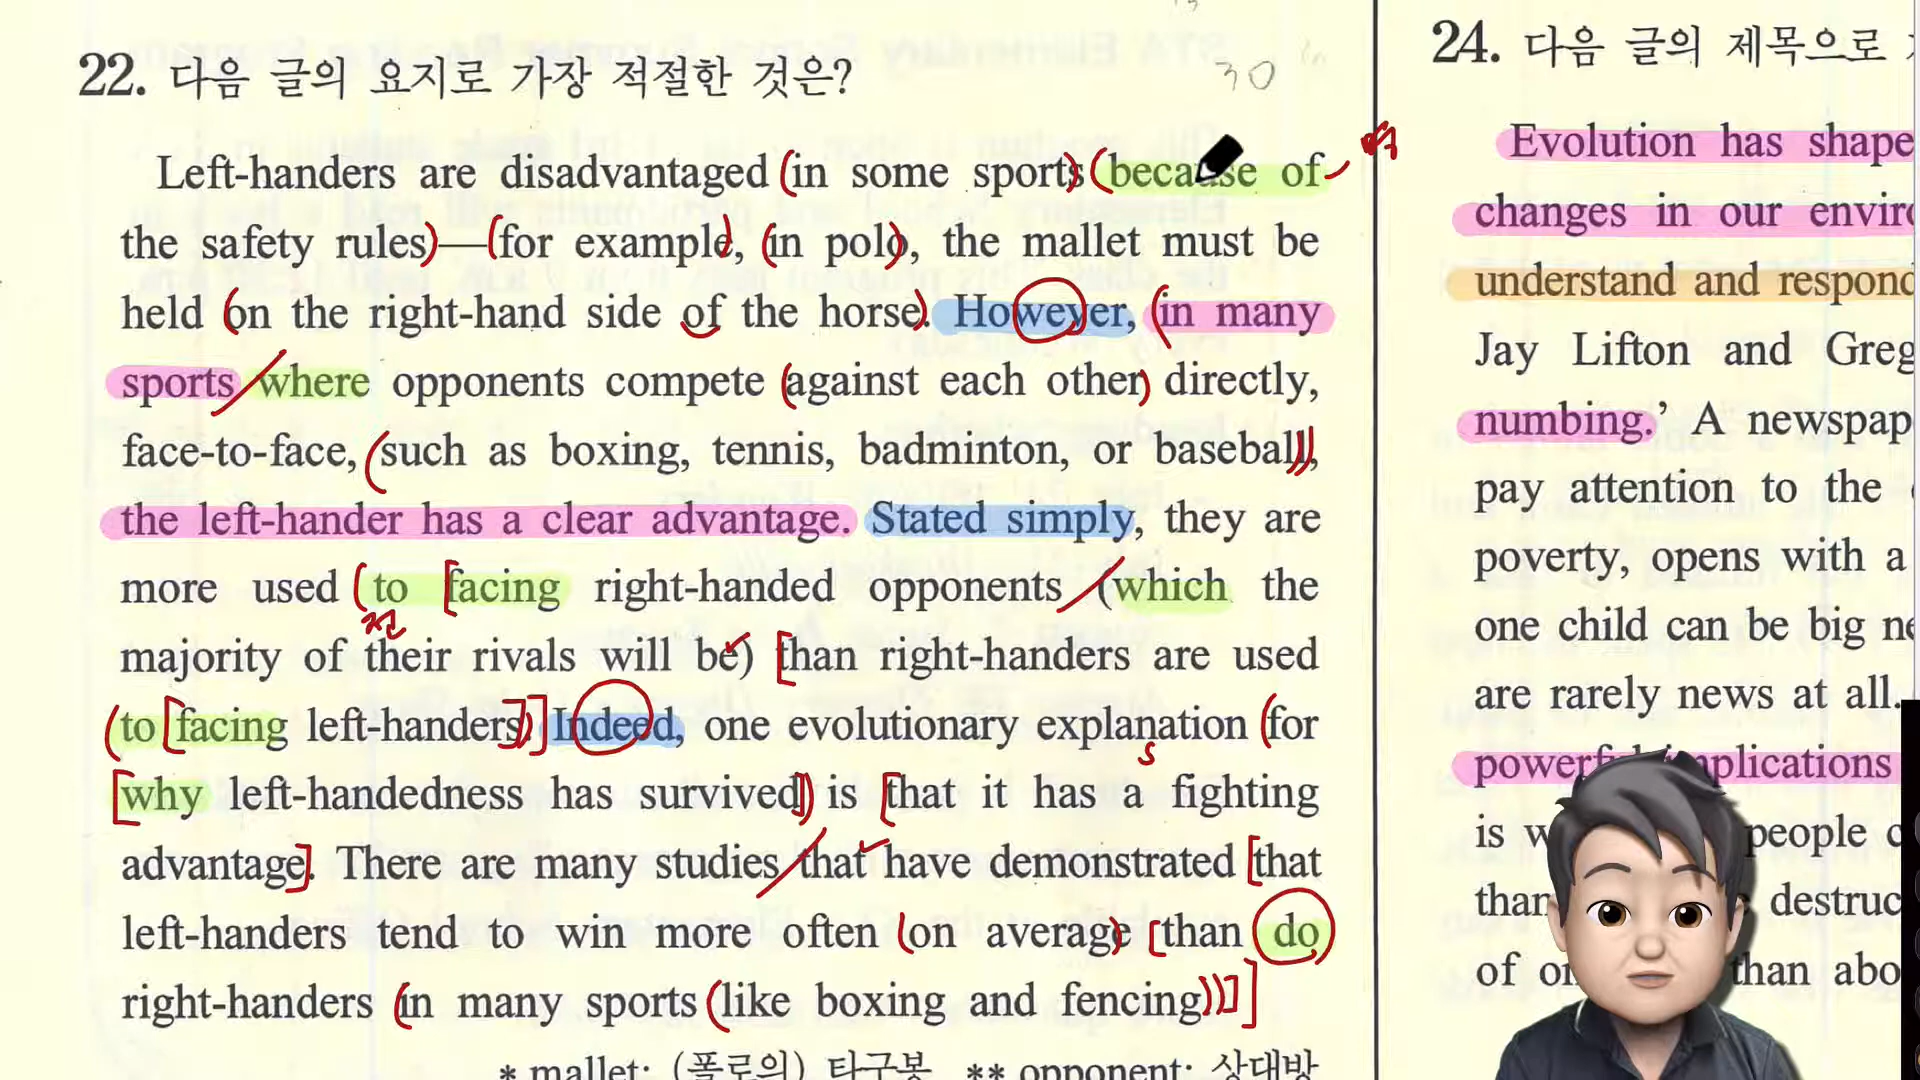 22. 다음 글의 요지로 가장 적절한 것은?
30
Left-handers are disadvantaged (in some sports) (because of
the safety rules)—(for example, (in polo), the mallet must be
held (on the right-hand side of the horse). However, (in many
sports / where opponents compete (against each other) directly,
face-to-face, (such as boxing, tennis, badminton, or baseball)),
the left-hander has a clear advantage. Stated simply, they are
more used (to [facing right-handed opponents / (which the
전
majority of their rivals will be) [than right-handers are used
(to [facing left-handers])] Indeed, one evolutionary explanation (for
s
[why left-handedness has survived]) is [that it has a fighting
advantage]. There are many studies / that have demonstrated [that
left-handers tend to win more often (on average) [than do
right-handers (in many sports (like boxing and fencing))]]
* mallet: (폴로의) 타구봉 ** opponent: 상대방
24. 다음 글의 제목으로
Evolution has shape
changes in our enviro
understand and respond
Jay Lifton and Greg
numbing.’ A newspap
pay attention to the
poverty, opens with a
one child can be big ne
are rarely news at all.
powerful implications
is w people c
than destruc
of on than abo